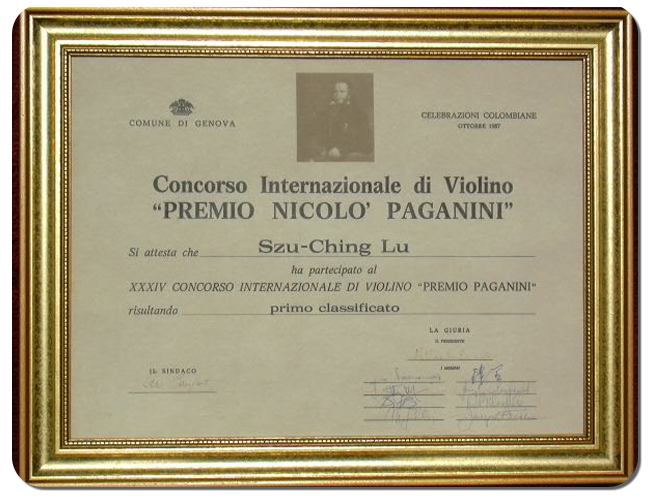 COMUNE DI GENOVA
CELEBRAZIONI COLOMBIANE
OTTOBRE 1987
Concorso Internazionale di Violino
“PREMIO NICOLO’ PAGANINI”
Si attesta che Szu-Ching Lu
ha partecipato al
XXXIV CONCORSO INTERNAZIONALE DI VIOLINO “PREMIO PAGANINI”
risultando primo classificato
LA GIURIA
IL PRESIDENTE
I MEMBRI
IL SINDACO